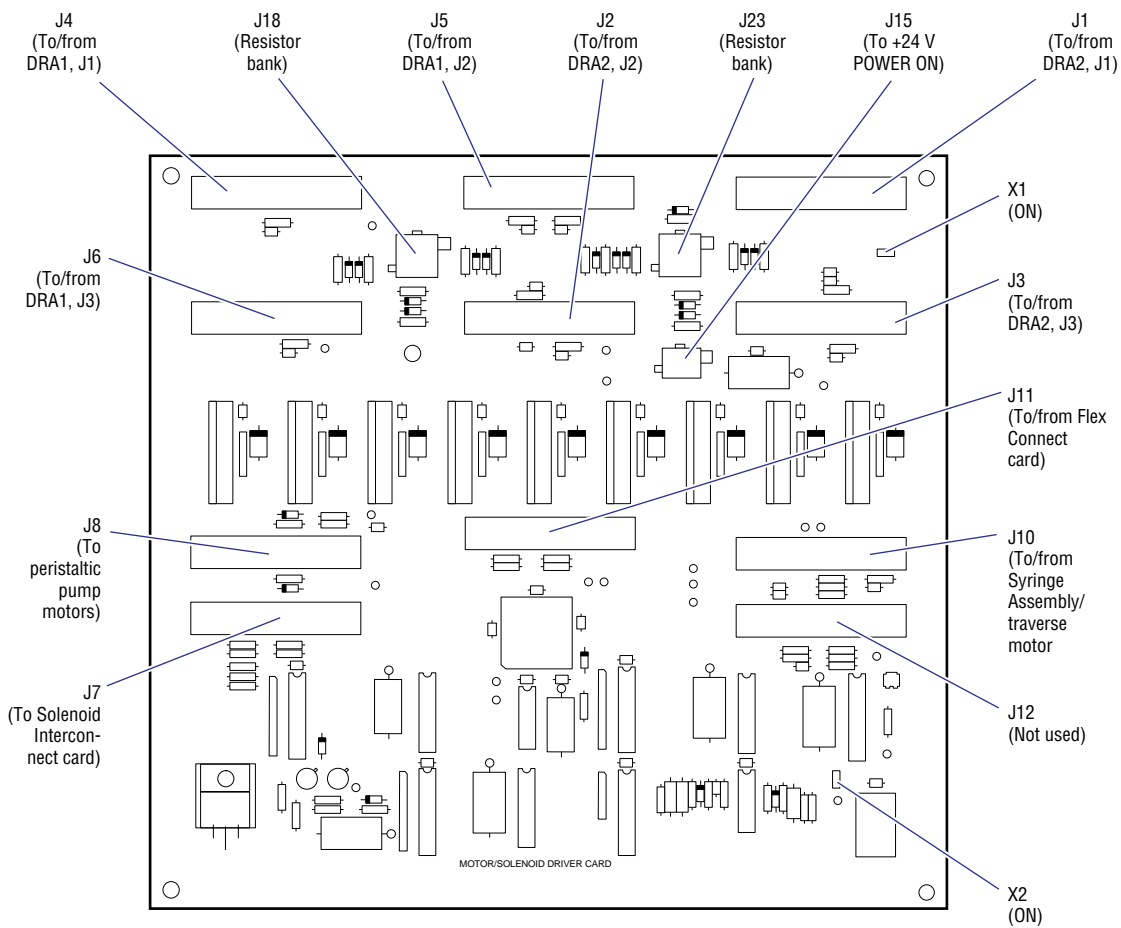 J4
(To/from
DRA1, J1)
J18
(Resistor
bank)
J5
(To/from
DRA1, J2)
J2
(To/from
DRA2, J2)
J23
(Resistor
bank)
J15
(To +24 V
POWER ON)
J1
(To/from
DRA2, J1)
X1
(ON)
J6
(To/from
DRA1, J3)
J3
(To/from
DRA2, J3)
J11
(To/from Flex
Connect
card)
J8
(To
peristaltic
pump
motors)
J10
(To/from
Syringe
Assembly/
traverse
motor
J7
(To Solenoid
Intercon-
nect card)
J12
(Not used)
MOTOR/SOLENOID DRIVER CARD
X2
(ON)